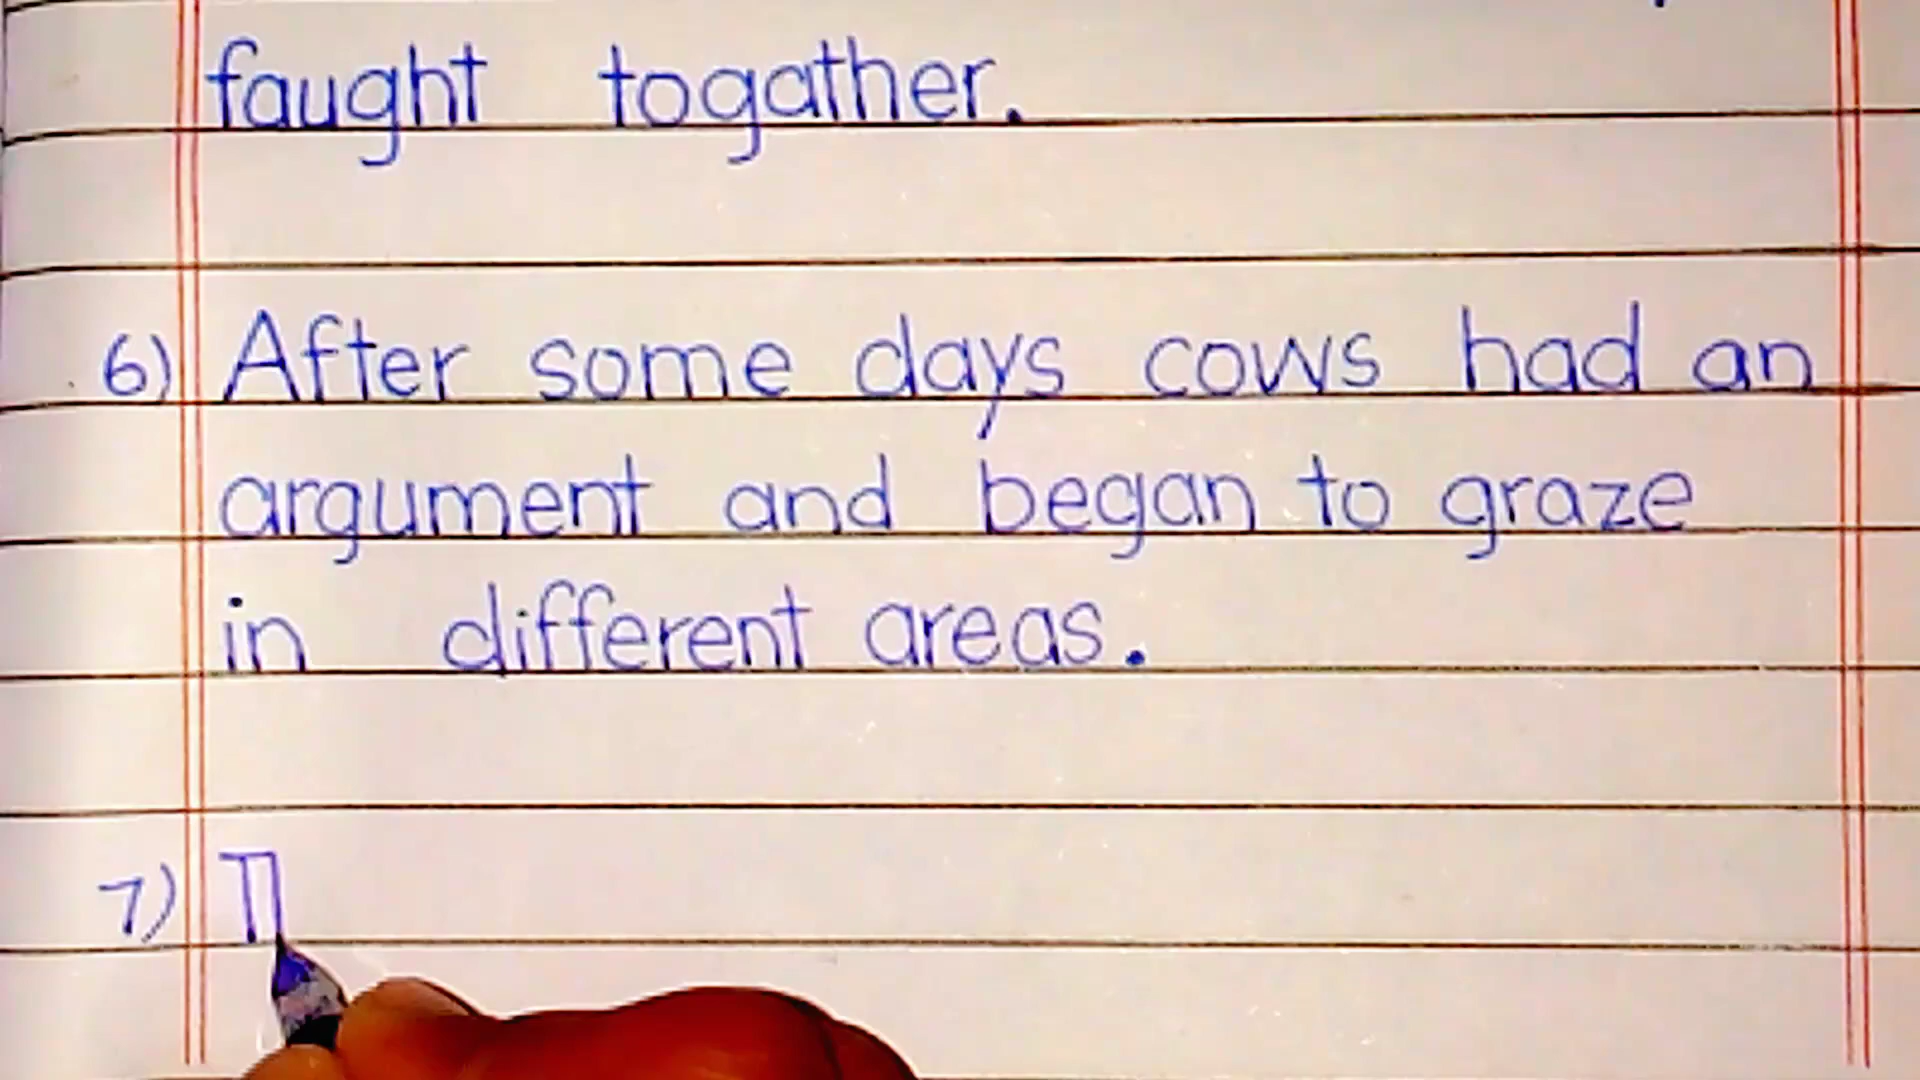 faught togather.
6) After some days cows had an
argument and began to graze
in different areas.
7) T